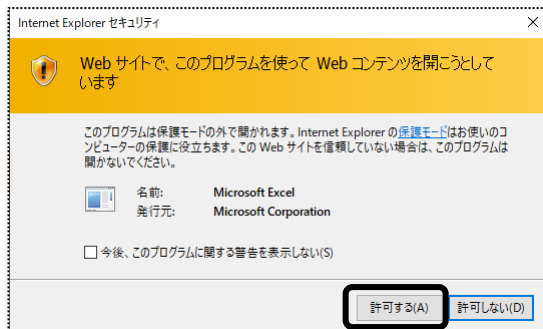 Internet Explorer セキュリティ
Web サイトで、このプログラムを使って Web コンテンツを開こうとして
います
このプログラムは保護モードの外で開かれます。Internet Explorer の保護モードはお使いのコ
ンピューターの保護に役立ちます。この Web サイトを信頼していない場合は、このプログラムは
開かないでください。
名前: Microsoft Excel
発行元: Microsoft Corporation
今後、このプログラムに関する警告を表示しない(S)
許可する(A) 許可しない(D)